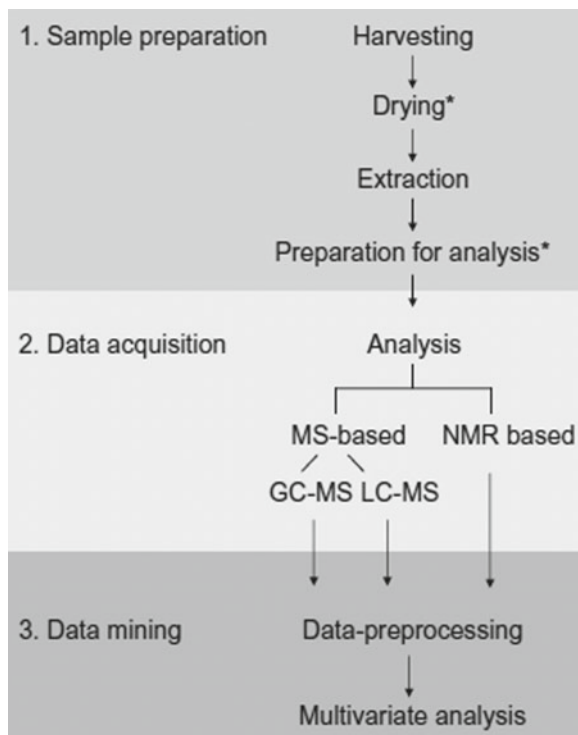 1. Sample preparation Harvesting
Drying*
Extraction
Preparation for analysis*
2. Data acquisition Analysis
MS-based NMR based
GC-MS LC-MS
3. Data mining Data-preprocessing
Multivariate analysis